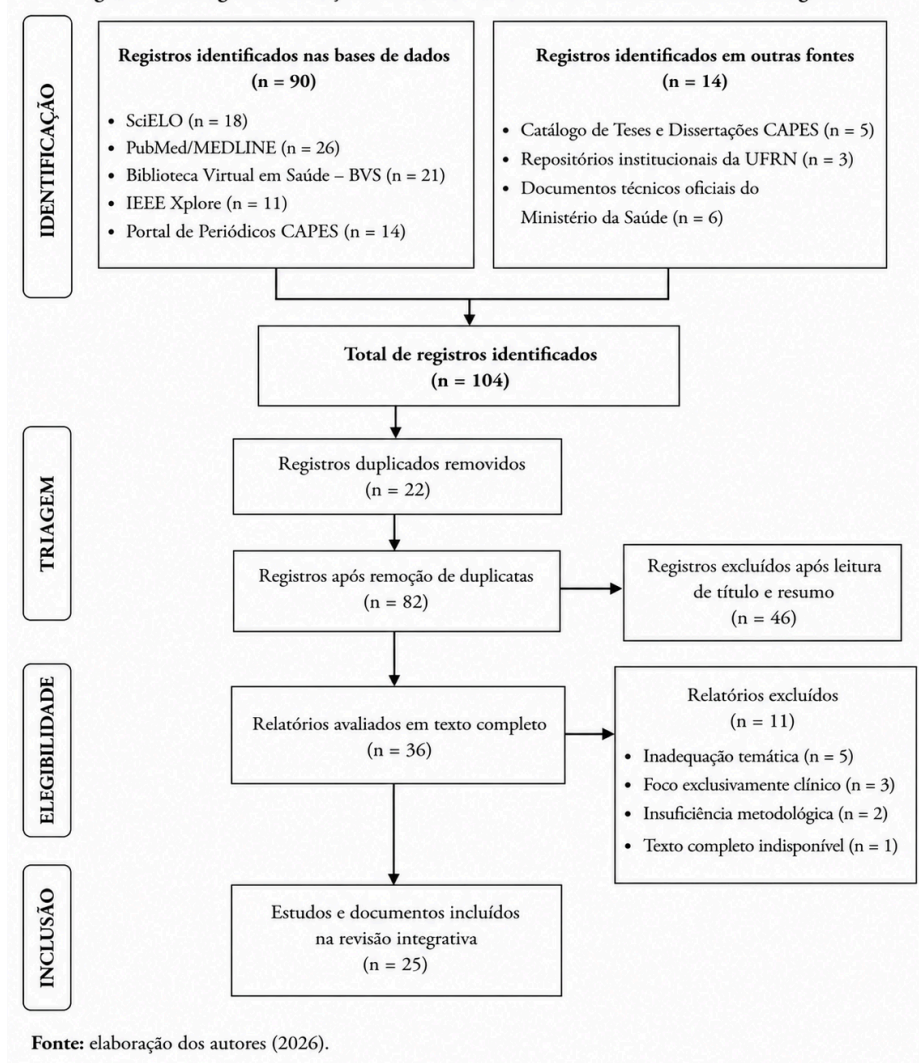 IDENTIFICAÇÃO
Registros identificados nas bases de dados
(n = 90)
• SciELO (n = 18)
• PubMed/MEDLINE (n = 26)
• Biblioteca Virtual em Saúde – BVS (n = 21)
• IEEE Xplore (n = 11)
• Portal de Periódicos CAPES (n = 14)
Registros identificados em outras fontes
(n = 14)
• Catálogo de Teses e Dissertações CAPES (n = 5)
• Repositórios institucionais da UFRN (n = 3)
• Documentos técnicos oficiais do
Ministério da Saúde (n = 6)
Total de registros identificados
(n = 104)
TRIAGEM
Registros duplicados removidos
(n = 22)
Registros após remoção de duplicatas
(n = 82)
Registros excluídos após leitura
de título e resumo
(n = 46)
ELEGIBILIDADE
Relatórios avaliados em texto completo
(n = 36)
Relatórios excluídos
(n = 11)
• Inadequação temática (n = 5)
• Foco exclusivamente clínico (n = 3)
• Insuficiência metodológica (n = 2)
• Texto completo indisponível (n = 1)
INCLUSÃO
Estudos e documentos incluídos
na revisão integrativa
(n = 25)
Fonte: elaboração dos autores (2026).